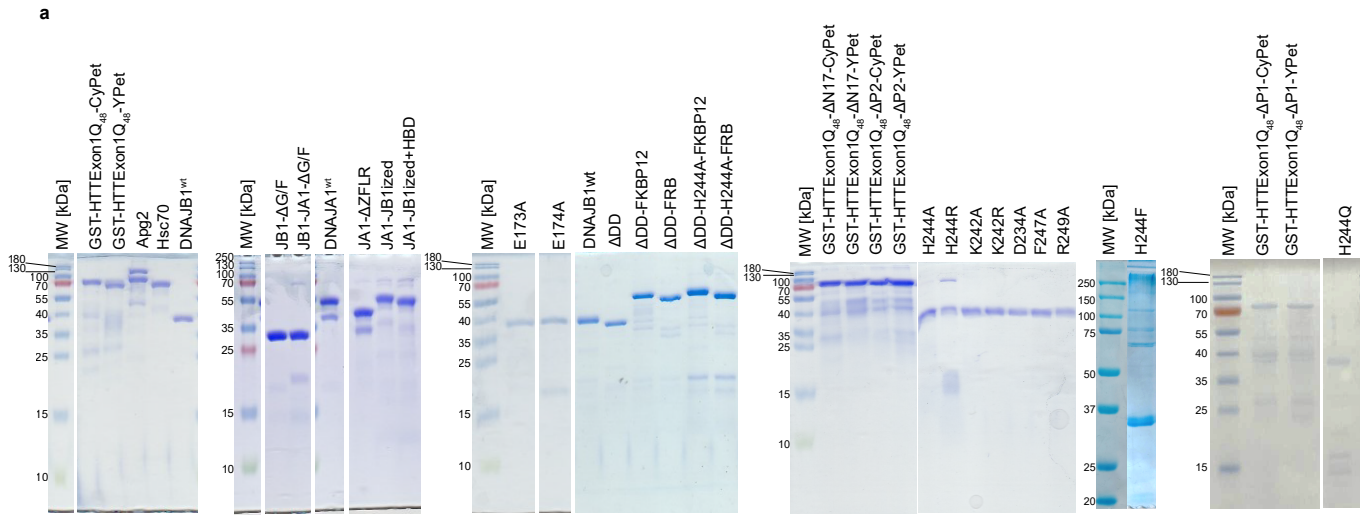 a
MW [kDa]
GST-HTTExon1Q48-CyPet
GST-HTTExon1Q48-YPet
Apg2
Hsc70
DNAJB1wt
180
130
100
70
55
40
35
25
15
10
MW [kDa]
JB1-ΔG/F
JB1-JA1-ΔG/F
DNAJA1wt
JA1-ΔZFLR
JA1-JB1ized
JA1-JB1ized+HBD
250
130
100
70
55
35
25
15
10
MW [kDa]
E173A
E174A
DNAJB1wt
ΔDD
ΔDD-FKBP12
ΔDD-FRB
ΔDD-H244A-FKBP12
ΔDD-H244A-FRB
180
130
100
70
55
40
35
25
15
10
MW [kDa]
GST-HTTExon1Q48-ΔN17-CyPet
GST-HTTExon1Q48-ΔN17-YPet
GST-HTTExon1Q48-ΔP2-CyPet
GST-HTTExon1Q48-ΔP2-YPet
H244A
H244R
K242A
K242R
D234A
F247A
R249A
180
130
100
70
55
40
35
25
15
10
MW [kDa]
H244F
250
150
100
75
50
37
25
20
MW [kDa]
GST-HTTExon1Q48-ΔP1-CyPet
GST-HTTExon1Q48-ΔP1-YPet
H244Q
180
130
100
70
55
40
35
25
15